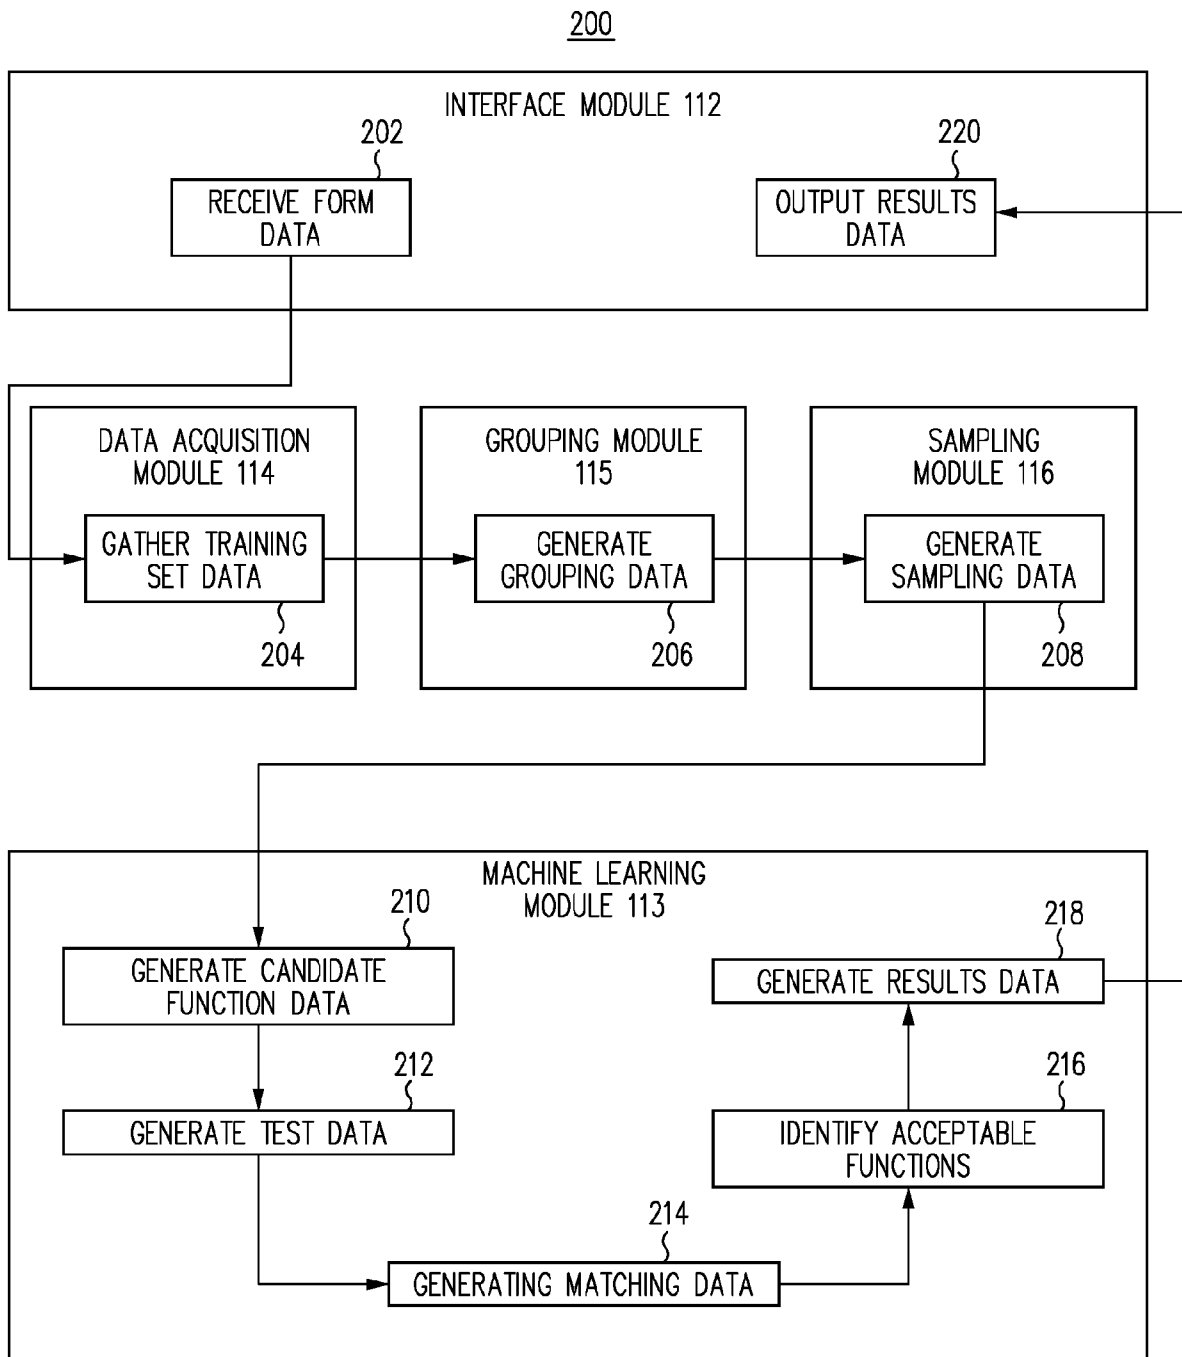 200
INTERFACE MODULE 112
202
RECEIVE FORM
DATA
220
OUTPUT RESULTS
DATA
DATA ACQUISITION
MODULE 114
GATHER TRAINING
SET DATA
204
GROUPING MODULE
115
GENERATE
GROUPING DATA
206
SAMPLING
MODULE 116
GENERATE
SAMPLING DATA
208
MACHINE LEARNING
MODULE 113
210
GENERATE CANDIDATE
FUNCTION DATA
212
GENERATE TEST DATA
214
GENERATING MATCHING DATA
216
IDENTIFY ACCEPTABLE
FUNCTIONS
218
GENERATE RESULTS DATA